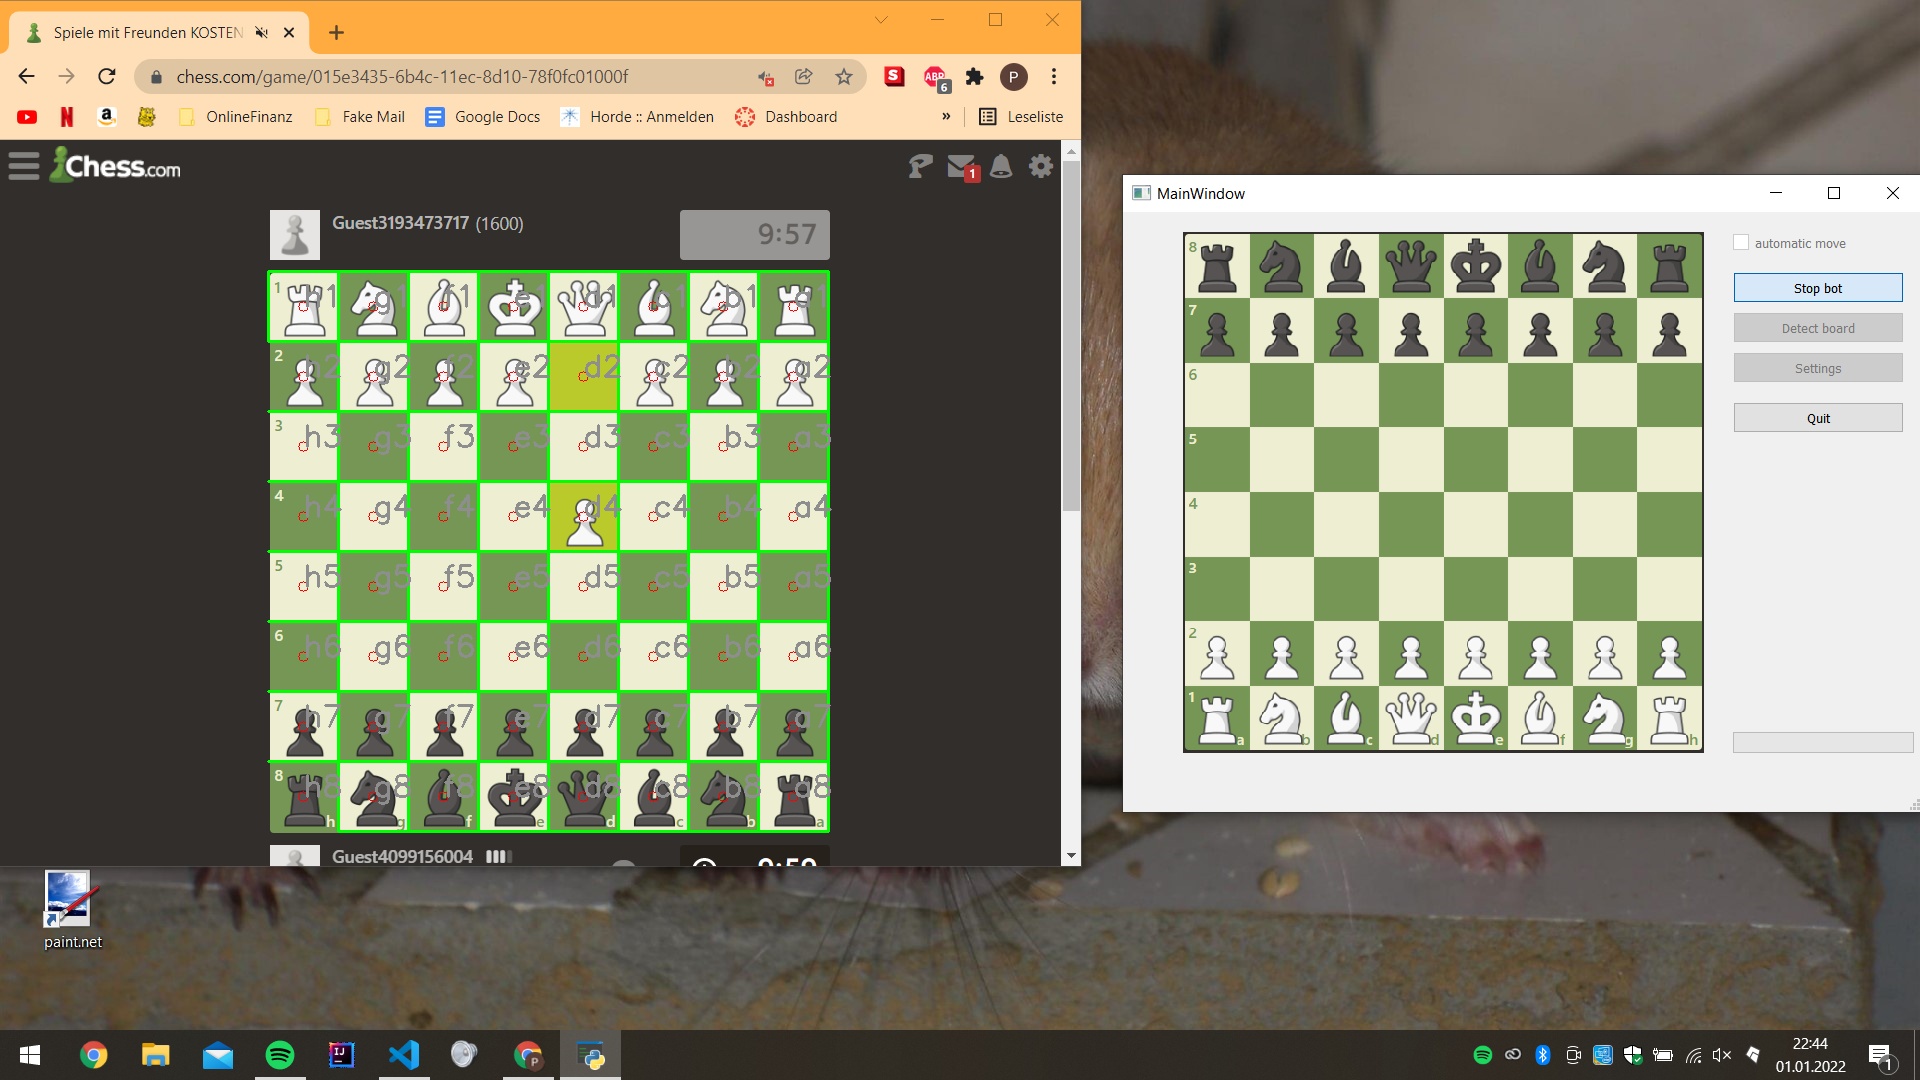 Spiele mit Freunden KOSTEN
chess.com/game/015e3435-6b4c-11ec-8d10-78f0fc01000f
S
ABP
6
P
OnlineFinanz
Fake Mail
Google Docs
Horde :: Anmelden
Dashboard
»
Leseliste
Chess.com
1
Guest3193473717 (1600)
9:57
1 h1 g1 f1 e1 d1 c1 b1 a1
2 h2 g2 f2 e2 d2 c2 b2 a2
3 h3 g3 f3 e3 d3 c3 b3 a3
4 h4 g4 f4 e4 d4 c4 b4 a4
5 h5 g5 f5 e5 d5 c5 b5 a5
6 h6 g6 f6 e6 d6 c6 b6 a6
7 h7 g7 f7 e7 d7 c7 b7 a7
8 h8 g8 f8 e8 d8 c8 b8 a8
h g f e d c b a
Guest4099156004
9:59
MainWindow
8
7
6
5
4
3
2
1
a b c d e f g h
automatic move
Stop bot
Detect board
Settings
Quit
paint.net
IJ
P
22:44
01.01.2022
1